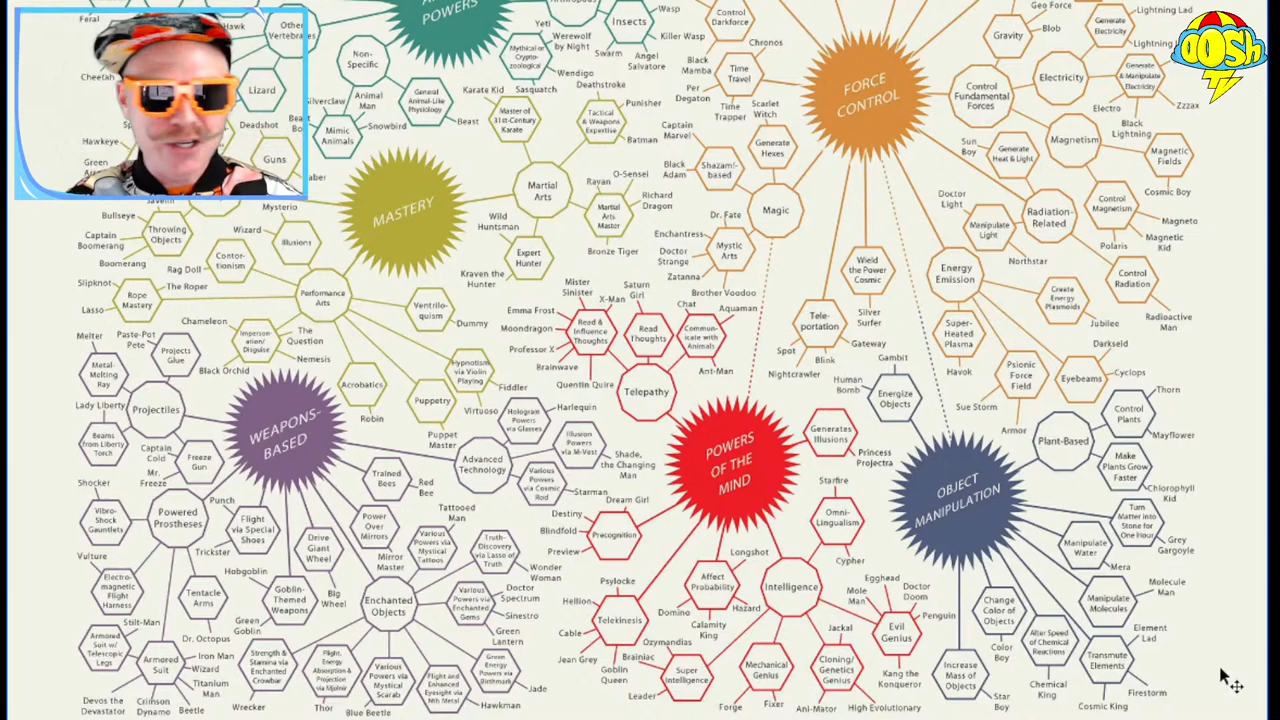 ANIMAL
POWERS
Feral
Hawk
Other
Vertebrates
Cheetah
Lizard
Deadshot
Hawkeye
Green
Guns
Non-
Specific
Silverclaw
Animal
Man
Mimic
Animals
Snowbird
General
Animal-Like
Physiology
Beast
Yeti
Arthropods
Mythical or
Crypto-
zoological
Werewolf
by Night
Wendigo
Sasquatch
Insects
Wasp
Killer Wasp
Swarm
Angel
Salvatore
MASTERY
Martial
Arts
Karate Kid
Master of
31st-Century
Karate
Deathstroke
Tactical
& Weapons
Expertise
Punisher
Batman
Ravan
O-Sensei
Richard
Dragon
Martial
Arts
Master
Bronze Tiger
Wild
Huntsman
Expert
Hunter
Kraven the
Hunter
Javelin
Bullseye
Throwing
Objects
Captain
Boomerang
Boomerang
Mysterio
Wizard
Illusions
Contor-
tionism
Rag Doll
Slipknot
Rope
Mastery
The Roper
Lasso
Performance
Arts
Ventrilo-
quism
Dummy
Chameleon
Imperson-
ation/
Disguise
The
Question
Nemesis
Black Orchid
Acrobatics
Robin
Puppetry
Puppet
Master
Hypnotism
via Violin
Playing
Fiddler
Virtuoso
WEAPONS-
BASED
Melter
Metal
Melting
Ray
Paste-Pot
Pete
Projects
Glue
Projectiles
Lady Liberty
Beams
from Liberty
Torch
Captain
Cold
Mr.
Freeze
Freeze
Gun
Shocker
Vibro-
Shock
Gauntlets
Powered
Prostheses
Vulture
Electro-
magnetic
Flight
Harness
Tentacle
Arms
Dr. Octopus
Stilt-Man
Armored
Suit w/
Telescopic
Legs
Armored
Suit
Iron Man
Wizard
Titanium
Man
Beetle
Crimson
Dynamo
Devos the
Devastator
Punch
Flight
via Special
Shoes
Trickster
Hobgoblin
Goblin-
Themed
Weapons
Green
Goblin
Drive
Giant
Wheel
Big
Wheel
Power
Over
Mirrors
Mirror
Master
Trained
Bees
Red
Bee
Advanced
Technology
Hologram
Powers
via Glasses
Harlequin
Illusion
Powers
via M-Vest
Shade,
the Changing
Man
Various
Powers
via Cosmic
Rod
Starman
Tattooed
Man
Various
Powers via
Mystical
Tattoos
Truth-
Discovery
via Lasso of
Truth
Wonder
Woman
Enchanted
Objects
Various
Powers via
Enchanted
Gems
Doctor
Spectrum
Sinestro
Green
Lantern
Green
Energy
Powers via
Birthmark
Jade
Flight and
Enhanced
Eyesight via
Nth Metal
Hawkman
Various
Powers via
Mystical
Scarab
Blue Beetle
Flight,
Energy
Absorption &
Projection
via Mjolnir
Thor
Strength &
Stamina via
Enchanted
Crowbar
Wrecker
POWERS
OF THE
MIND
Telepathy
Emma Frost
Moondragon
Professor X
Brainwave
Quentin Quire
Mister
Sinister
X-Man
Read &
Influence
Thoughts
Saturn
Girl
Read
Thoughts
Chat
Aquaman
Commun-
icate with
Animals
Ant-Man
Generates
Illusions
Princess
Projectra
Dream Girl
Destiny
Blindfold
Preview
Precognition
Psylocke
Hellion
Telekinesis
Cable
Jean Grey
Goblin
Queen
Longshot
Affect
Probability
Domino
Calamity
King
Hazard
Intelligence
Starfire
Omni-
Lingualism
Cypher
Ozymandias
Brainiac
Super
Intelligence
Leader
Mechanical
Genius
Forge
Fixer
Jackal
Cloning/
Genetics
Genius
Ani-Mator
High Evolutionary
Mole
Man
Egghead
Doctor
Doom
Penguin
Evil
Genius
Kang the
Konqueror
FORCE
CONTROL
Control
Darkforce
Black
Mamba
Chronos
Time
Travel
Per
Degaton
Time
Trapper
Scarlet
Witch
Generate
Hexes
Captain
Marvel
Shazam!-
based
Black
Adam
Magic
Dr. Fate
Enchantress
Doctor
Strange
Zatanna
Mystic
Arts
Brother Voodoo
Tele-
portation
Spot
Blink
Nightcrawler
Gateway
Wield
the Power
Cosmic
Silver
Surfer
Geo Force
Gravity
Blob
Control
Fundamental
Forces
Electricity
Generate
Electricity
Lightning Lad
Generate
& Manipulate
Electricity
Electro
Zzzax
Black
Lightning
Magnetism
Magnetic
Fields
Cosmic Boy
Control
Magnetism
Magneto
Magnetic
Kid
Polaris
Sun
Boy
Generate
Heat & Light
Radiation-
Related
Doctor
Light
Manipulate
Light
Northstar
Control
Radiation
Radioactive
Man
Energy
Emission
Create
Energy
Plasmoids
Jubilee
Super-
Heated
Plasma
Havok
Psionic
Force
Field
Sue Storm
Armor
Eyebeams
Darkseid
Cyclops
OBJECT
MANIPULATION
Gambit
Human
Bomb
Energize
Objects
Plant-Based
Control
Plants
Thorn
Mayflower
Make
Plants Grow
Faster
Chlorophyll
Kid
Turn
Matter into
Stone for
One Hour
Grey
Gargoyle
Manipulate
Water
Mera
Manipulate
Molecules
Molecule
Man
Transmute
Elements
Element
Lad
Firestorm
Cosmic King
Alter Speed
of Chemical
Reactions
Chemical
King
Change
Color of
Objects
Color
Boy
Increase
Mass of
Objects
Star
Boy
OOSh
TV